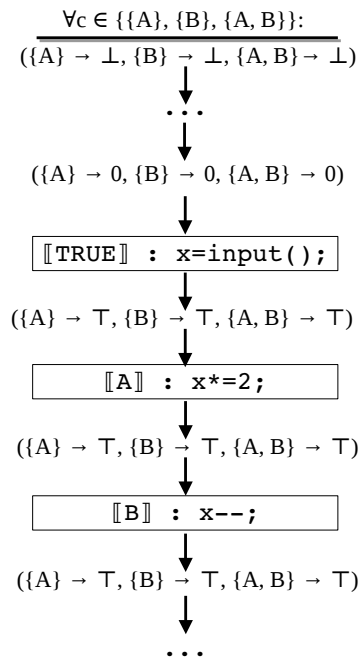 ∀c ∈ {{A}, {B}, {A, B}}:
({A} → ⊥, {B} → ⊥, {A, B} → ⊥)
...
({A} → 0, {B} → 0, {A, B} → 0)
⟦TRUE⟧ : x=input();
({A} → ⊤, {B} → ⊤, {A, B} → ⊤)
⟦A⟧ : x*=2;
({A} → ⊤, {B} → ⊤, {A, B} → ⊤)
⟦B⟧ : x--;
({A} → ⊤, {B} → ⊤, {A, B} → ⊤)
...